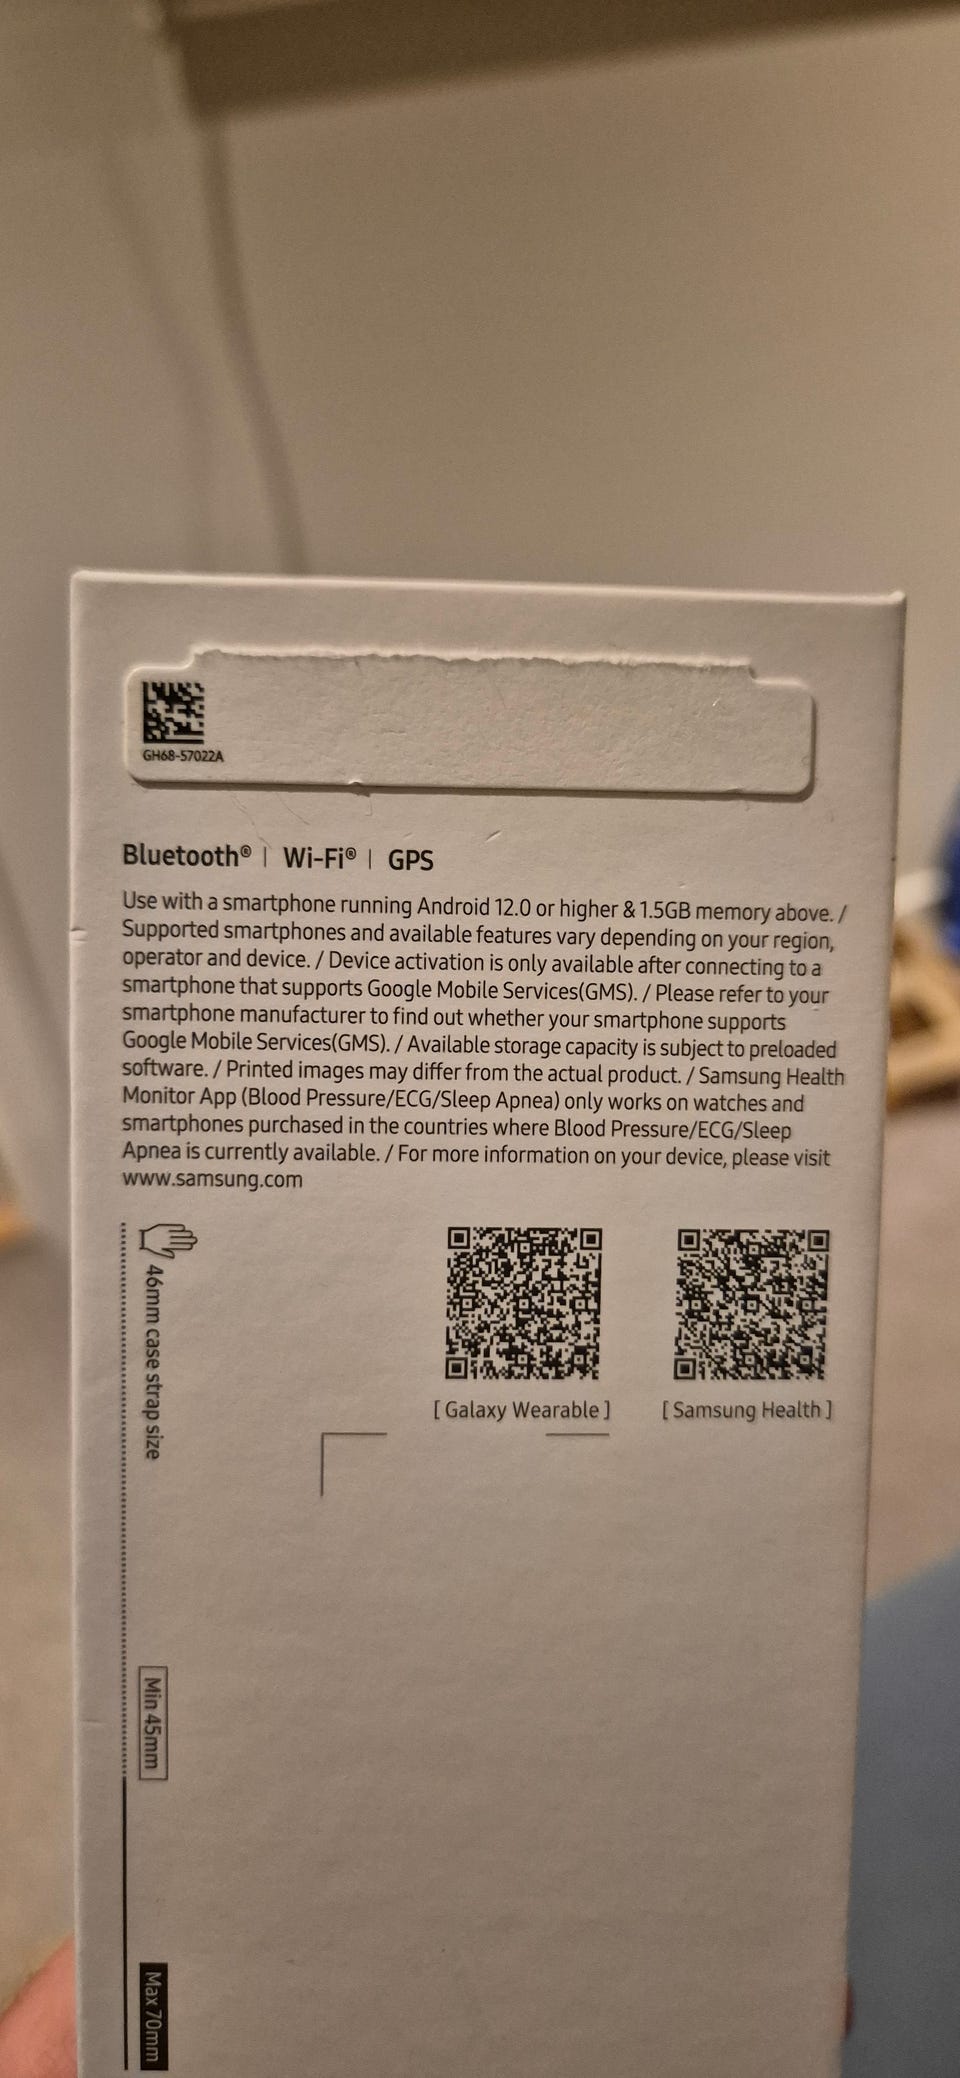 GH68-57022A
Bluetooth® | Wi-Fi® | GPS
Use with a smartphone running Android 12.0 or higher & 1.5GB memory above. /
Supported smartphones and available features vary depending on your region,
operator and device. / Device activation is only available after connecting to a
smartphone that supports Google Mobile Services(GMS). / Please refer to your
smartphone manufacturer to find out whether your smartphone supports
Google Mobile Services(GMS). / Available storage capacity is subject to preloaded
software. / Printed images may differ from the actual product. / Samsung Health
Monitor App (Blood Pressure/ECG/Sleep Apnea) only works on watches and
smartphones purchased in the countries where Blood Pressure/ECG/Sleep
Apnea is currently available. / For more information on your device, please visit
www.samsung.com
46mm case strap size
[ Galaxy Wearable ]
[ Samsung Health ]
Min 45mm
Max 70mm